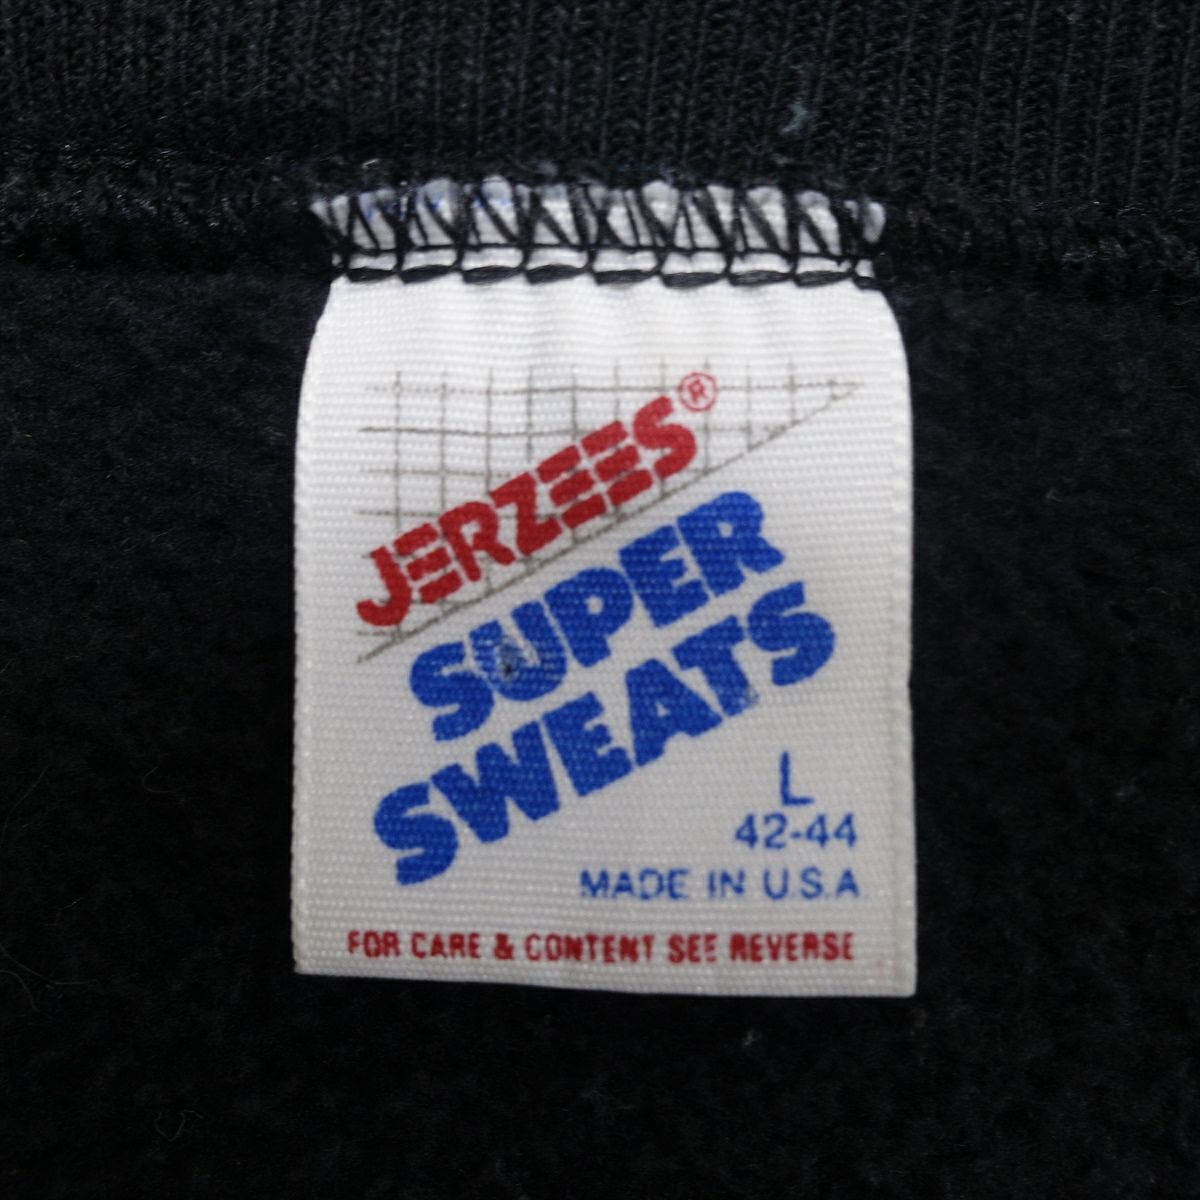 JERZEES®
SUPER
SWEATS
L
42-44
MADE IN U.S.A
FOR CARE & CONTENT SEE REVERSE